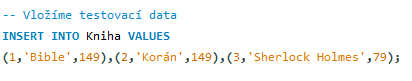 -- Vložíme testovací data
INSERT INTO Kniha VALUES
(1,'Bible',149),(2,'Korán',149),(3,'Sherlock Holmes',79);